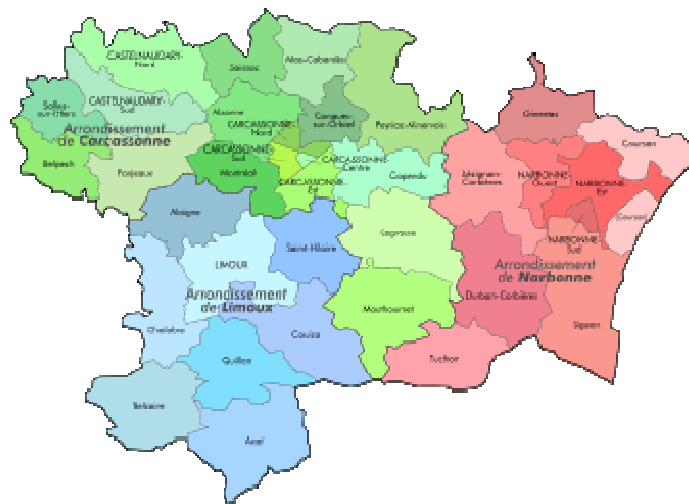 CASTELNAUDARY-
Nord
Saissac
Mas-Cabardès
Salles-
sur-l'Hers
CASTELNAUDARY-
Sud
Alzonne
CARCASSONNE-
Nord
Conques-
sur-Orbiel
Peyriac-Minervois
Ginestas
Coursan
Arrondissement
de Carcassonne
Belpech
Fanjeaux
CARCASSONNE-
Sud
Montréal
CARCASSONNE-
Centre
CARCASSONNE-
Est
Capendu
Lézignan-
Corbières
NARBONNE-
Ouest
NARBONNE-
Est
Coursan
NARBONNE-
Sud
Alaigne
Saint-Hilaire
Lagrasse
LIMOUX
Arrondissement
de Limoux
Arrondissement
de Narbonne
Durban-Corbières
Mouthoumet
Sigean
Chalabre
Couiza
Quillan
Tuchan
Belcaire
Axat